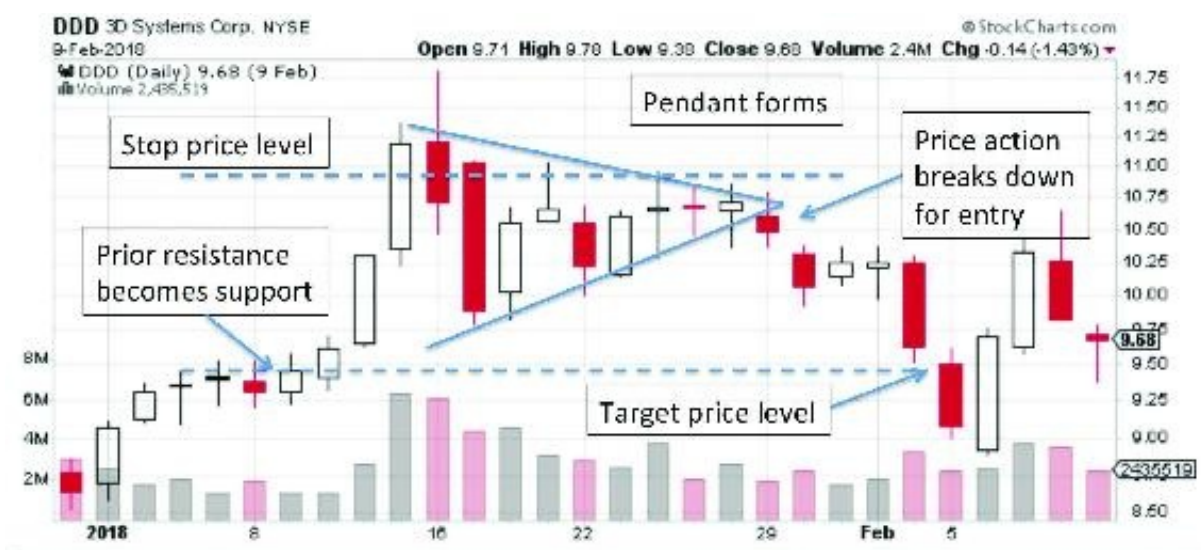 DDD 3D Systems Corp. NYSE
@StockCharts.com
9-Feb-2018
Open 9.71 High 9.78 Low 9.38 Close 9.68 Volume 2.4M Chg -0.14 (-1.43%)
DDD (Daily) 9.68 (9 Feb)
Volume 2,435,519
Pendant forms
Stop price level
Price action
breaks down
for entry
Prior resistance
becomes support
Target price level
11.75
11.50
11.25
11.00
10.75
10.50
10.25
10.00
9.75
9.68
9.50
9.25
9.00
2435519
8.50
8M
6M
4M
2M
2018
8
16
22
29
Feb
5